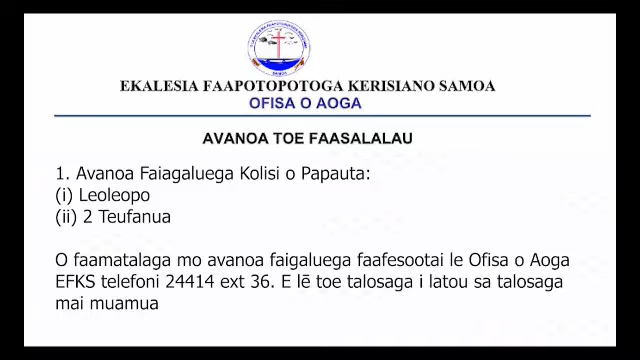 EKALESIA FAAPOTOPOTOGA KERISIANO SAMOA
OFISA O AOGA
AVANOA TOE FAASALALAU
1. Avanoa Faiagaluega Kolisi o Papauta:
(i) Leoleopo
(ii) 2 Teufanua
O faamatalaga mo avanoa faigaluega faafesootai le Ofisa o Aoga
EFKS telefoni 24414 ext 36. E lē toe talosaga i latou sa talosaga
mai muamua